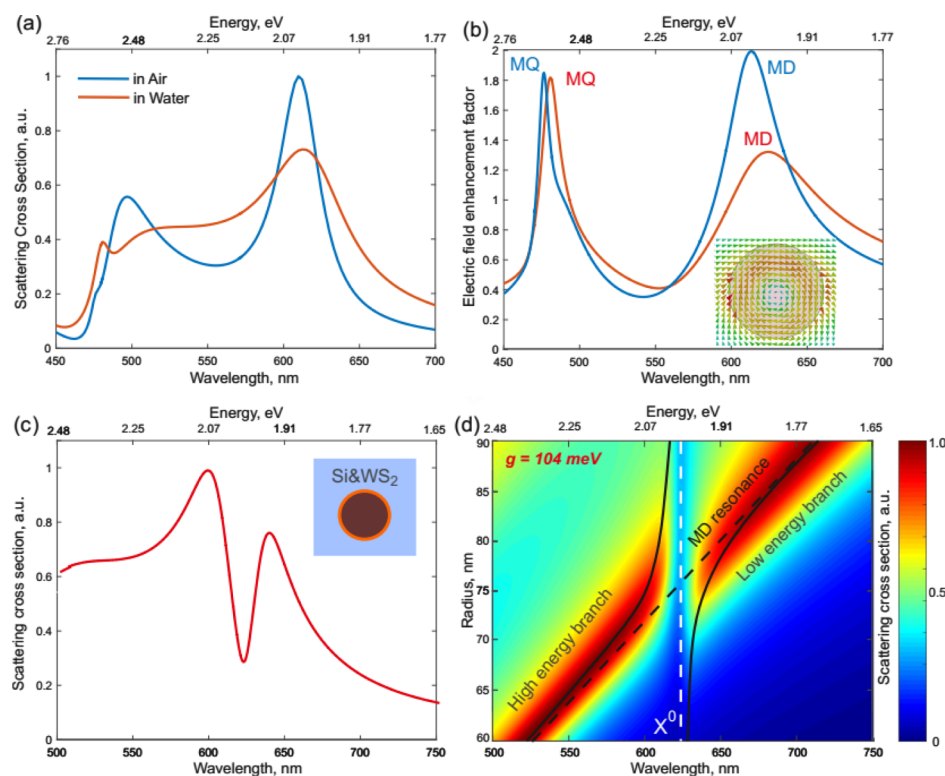 (a)
Energy, eV
2.76 2.48 2.25 2.07 1.91 1.77
in Air
in Water
Scattering Cross Section, a.u.
1
0.8
0.6
0.4
0.2
0
450 500 550 600 650 700
Wavelength, nm
(b)
Energy, eV
2.76 2.48 2.25 2.07 1.91 1.77
MQ
MQ
MD
MD
Electric field enhancement factor
2
1.8
1.6
1.4
1.2
1
0.8
0.6
0.4
0.2
0
450 500 550 600 650 700
Wavelength, nm
(c)
Energy, eV
2.48 2.25 2.07 1.91 1.77 1.65
Si&WS₂
Scattering cross section, a.u.
1
0.8
0.6
0.4
0.2
0
500 550 600 650 700 750
Wavelength, nm
(d)
Energy, eV
2.48 2.25 2.07 1.91 1.77 1.65
g = 104 meV
MD resonance
High energy branch
Low energy branch
X⁰
Radius, nm
90
85
80
75
70
65
60
500 550 600 650 700 750
Wavelength, nm
1.0
0.5
0
Scattering cross section, a.u.